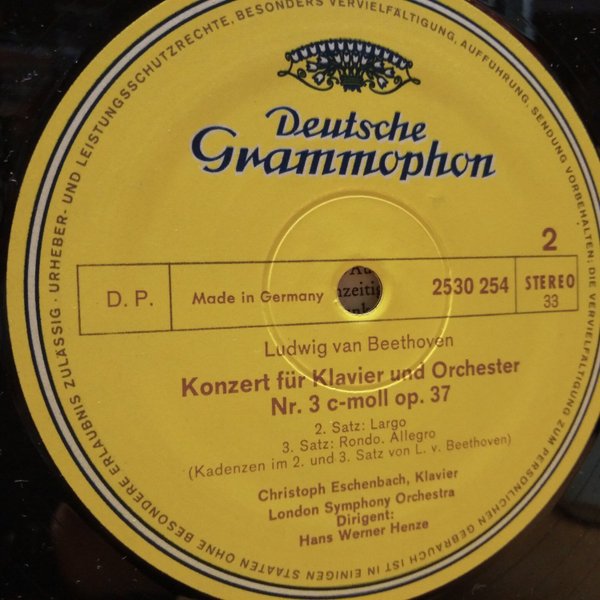 URHEBER- UND LEISTUNGSSCHUTZRECHTE, BESONDERS VERVIELFÄLTIGUNG, AUFFÜHRUNG, SENDUNG VORBEHALTEN; DIE VERVIELFÄLTIGUNG ZUM PERSÖNLICHEN GEBRAUCH IST IN EINIGEN STAATEN OHNE BESONDERE ERLAUBNIS ZULÄSSIG ·
Deutsche
Grammophon
2
D. P.
Made in Germany
2530 254
STEREO
33
Ludwig van Beethoven
Konzert für Klavier und Orchester
Nr. 3 c-moll op. 37
2. Satz: Largo
3. Satz: Rondo. Allegro
(Kadenzen im 2. und 3. Satz von L. v. Beethoven)
Christoph Eschenbach, Klavier
London Symphony Orchestra
Dirigent:
Hans Werner Henze